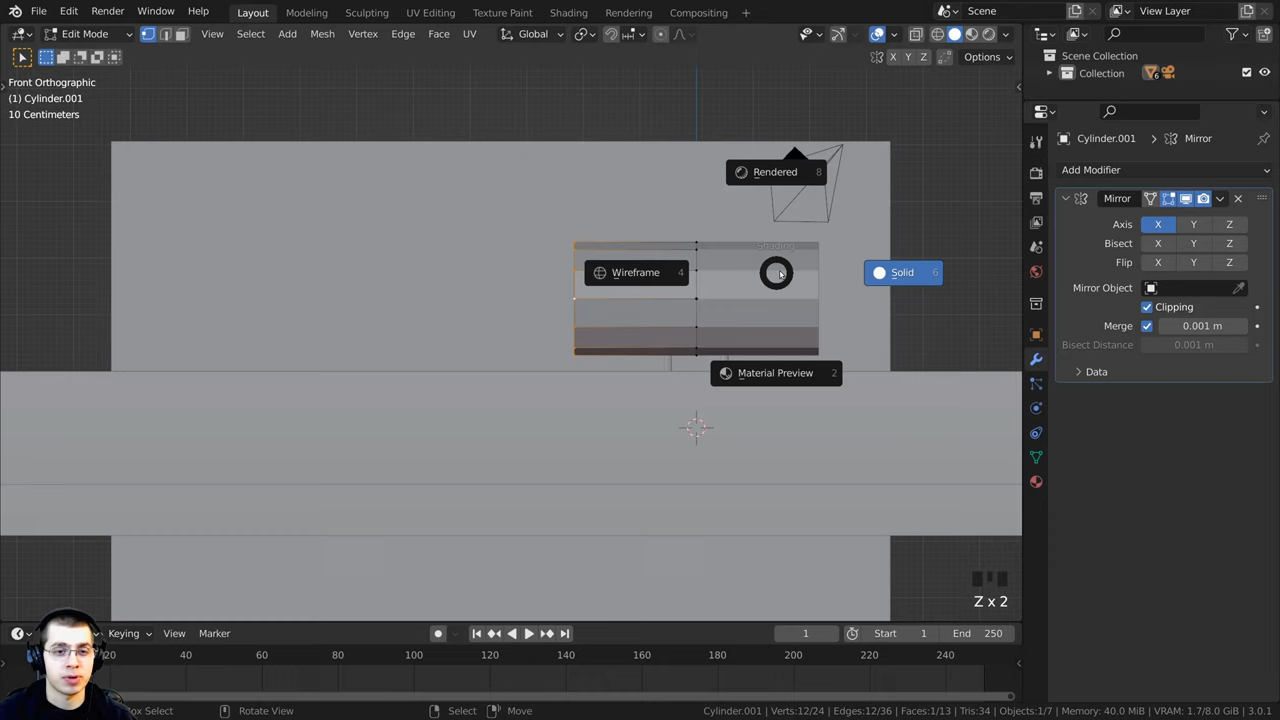 File Edit Render Window Help Layout Modeling Sculpting UV Editing Texture Paint Shading Rendering Compositing + Scene View Layer
Edit Mode View Select Add Mesh Vertex Edge Face UV Global
X Y Z Options
Scene Collection
Collection 6
Front Orthographic
(1) Cylinder.001
10 Centimeters
Cylinder.001 > Mirror
Add Modifier
Mirror
Axis X Y Z
Bisect X Y Z
Flip X Y Z
Mirror Object
Clipping
Merge 0.001 m
Bisect Distance 0.001 m
Data
Rendered 8
Shading
Wireframe 4
Solid 6
Material Preview 2
Z x 2
Keying View Marker 1 Start 1 End 250
20 40 60 80 100 120 140 160 180 200 220 240
Box Select Rotate View Select Move Cylinder.001 | Verts:12/24 | Edges:12/36 | Faces:1/13 | Tris:34 | Objects:1/7 | Memory: 40.0 MiB | VRAM: 1.7/8.0 GiB | 3.0.1